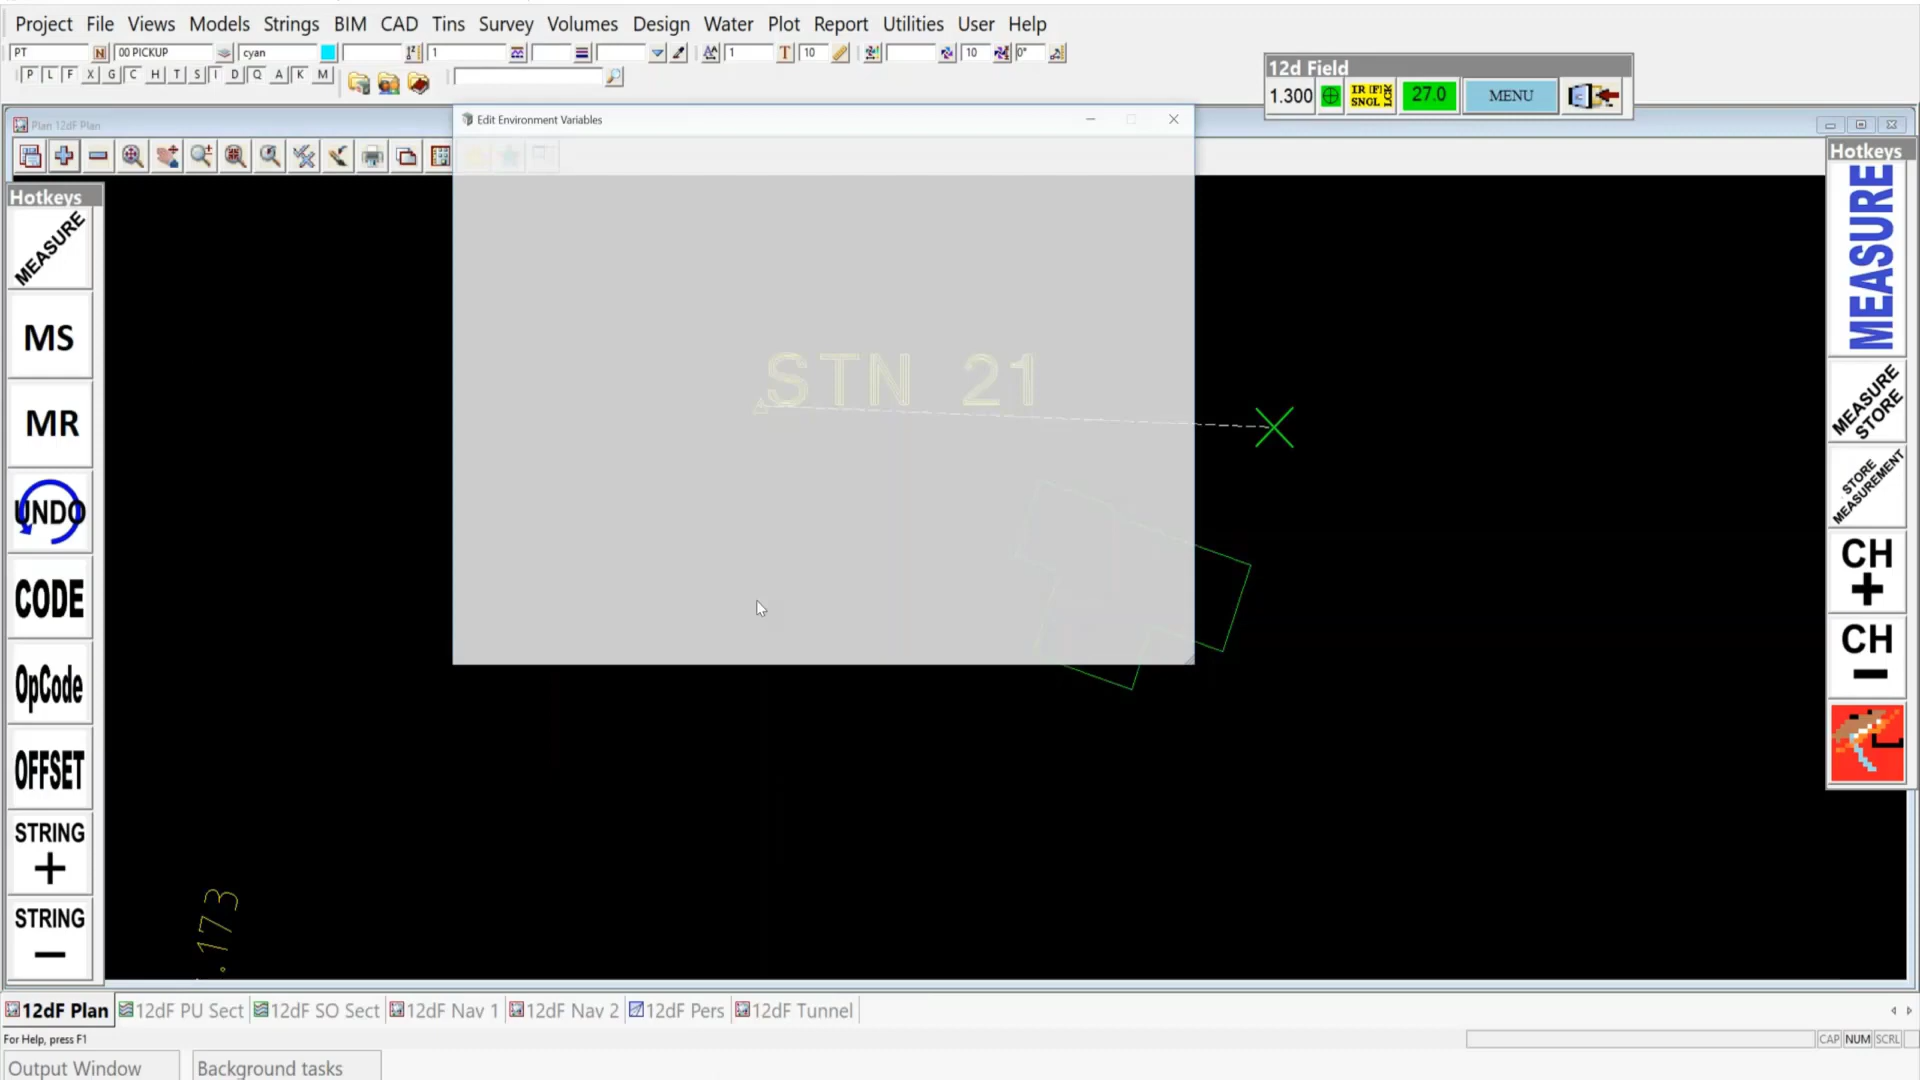 Project File Views Models Strings BIM CAD Tins Survey Volumes Design Water Plot Report Utilities User Help
PT N 00 PICKUP cyan 1 1 T 10 10 0°
P L F X G C H T S I D Q A K M
12d Field
1.300 IR [F] SNGL LCK 27.0 MENU
Plan 12dF Plan
Edit Environment Variables
Hotkeys
MEASURE
MS
MR
UNDO
CODE
OpCode
OFFSET
STRING
+
STRING
–
STN 21
.173
Hotkeys
MEASURE
MEASURE
STORE
STORE
MEASUREMENT
CH
+
CH
–
12dF Plan 12dF PU Sect 12dF SO Sect 12dF Nav 1 12dF Nav 2 12dF Pers 12dF Tunnel
For Help, press F1
CAP NUM SCRL
Output Window Background tasks